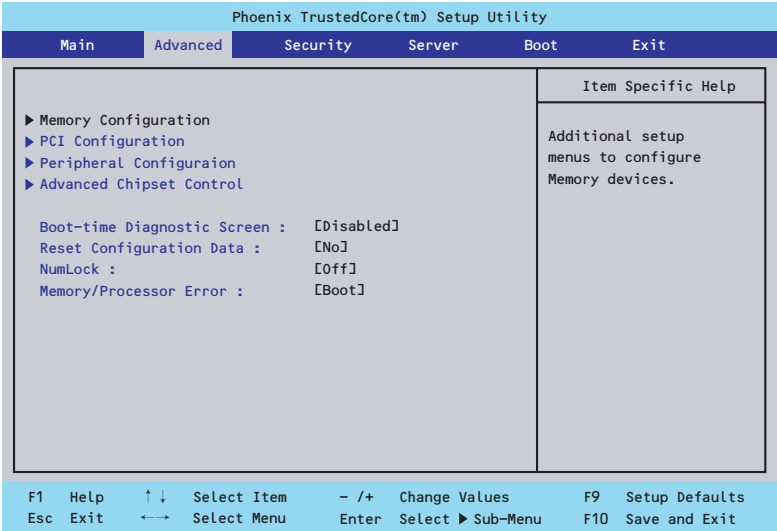 Phoenix TrustedCore(tm) Setup Utility
Main Advanced Security Server Boot Exit
Item Specific Help
▶ Memory Configuration
▶ PCI Configuration
▶ Peripheral Configuraion
▶ Advanced Chipset Control
Additional setup
menus to configure
Memory devices.
Boot-time Diagnostic Screen : [Disabled]
Reset Configuration Data : [No]
NumLock : [Off]
Memory/Processor Error : [Boot]
F1 Help ↑↓ Select Item - /+ Change Values F9 Setup Defaults
Esc Exit ←→ Select Menu Enter Select ▶ Sub-Menu F10 Save and Exit